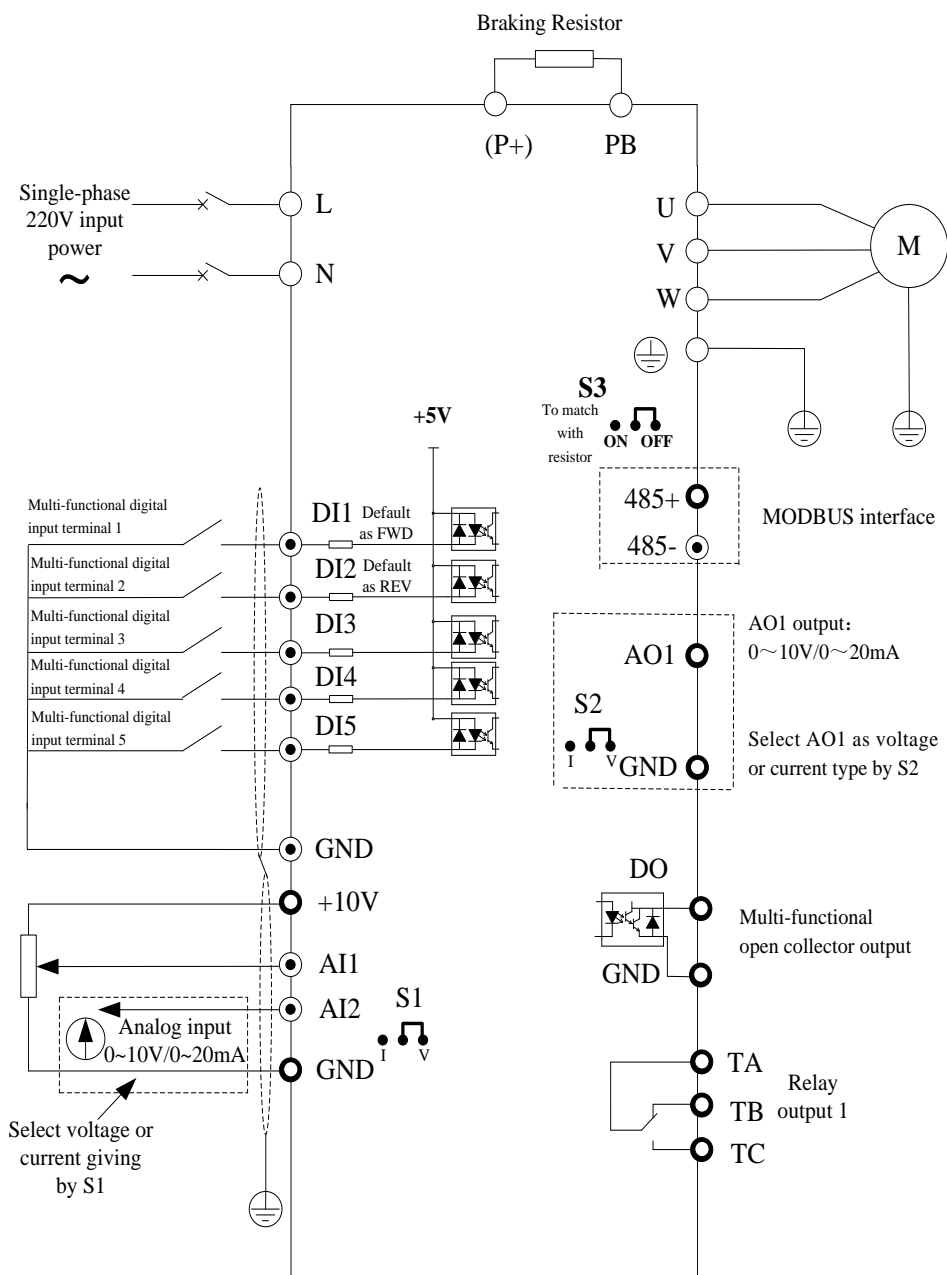 Braking Resistor
(P+)
PB
Single-phase
220V input
power
~
L
N
U
V
W
M
S3
To match
with
resistor
ON
OFF
+5V
485+
485-
MODBUS interface
Multi-functional digital
input terminal 1
DI1
Default
as FWD
Multi-functional digital
input terminal 2
DI2
Default
as REV
Multi-functional digital
input terminal 3
DI3
Multi-functional digital
input terminal 4
DI4
Multi-functional digital
input terminal 5
DI5
AO1
AO1 output：
0～10V/0～20mA
S2
I
V
GND
Select AO1 as voltage
or current type by S2
GND
+10V
AI1
AI2
Analog input
0~10V/0~20mA
GND
S1
I
V
Select voltage or
current giving
by S1
DO
GND
Multi-functional
open collector output
TA
TB
TC
Relay
output 1